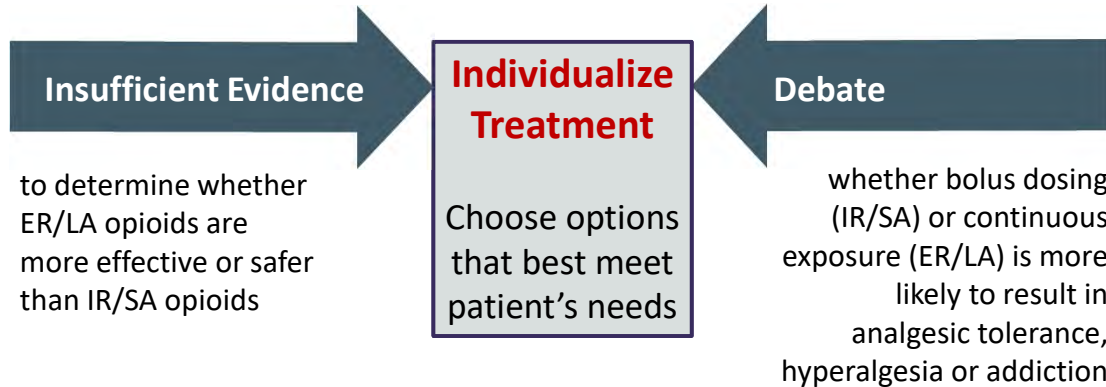 Insufficient Evidence
to determine whether
ER/LA opioids are
more effective or safer
than IR/SA opioids
Individualize
Treatment
Choose options
that best meet
patient’s needs
Debate
whether bolus dosing
(IR/SA) or continuous
exposure (ER/LA) is more
likely to result in
analgesic tolerance,
hyperalgesia or addiction